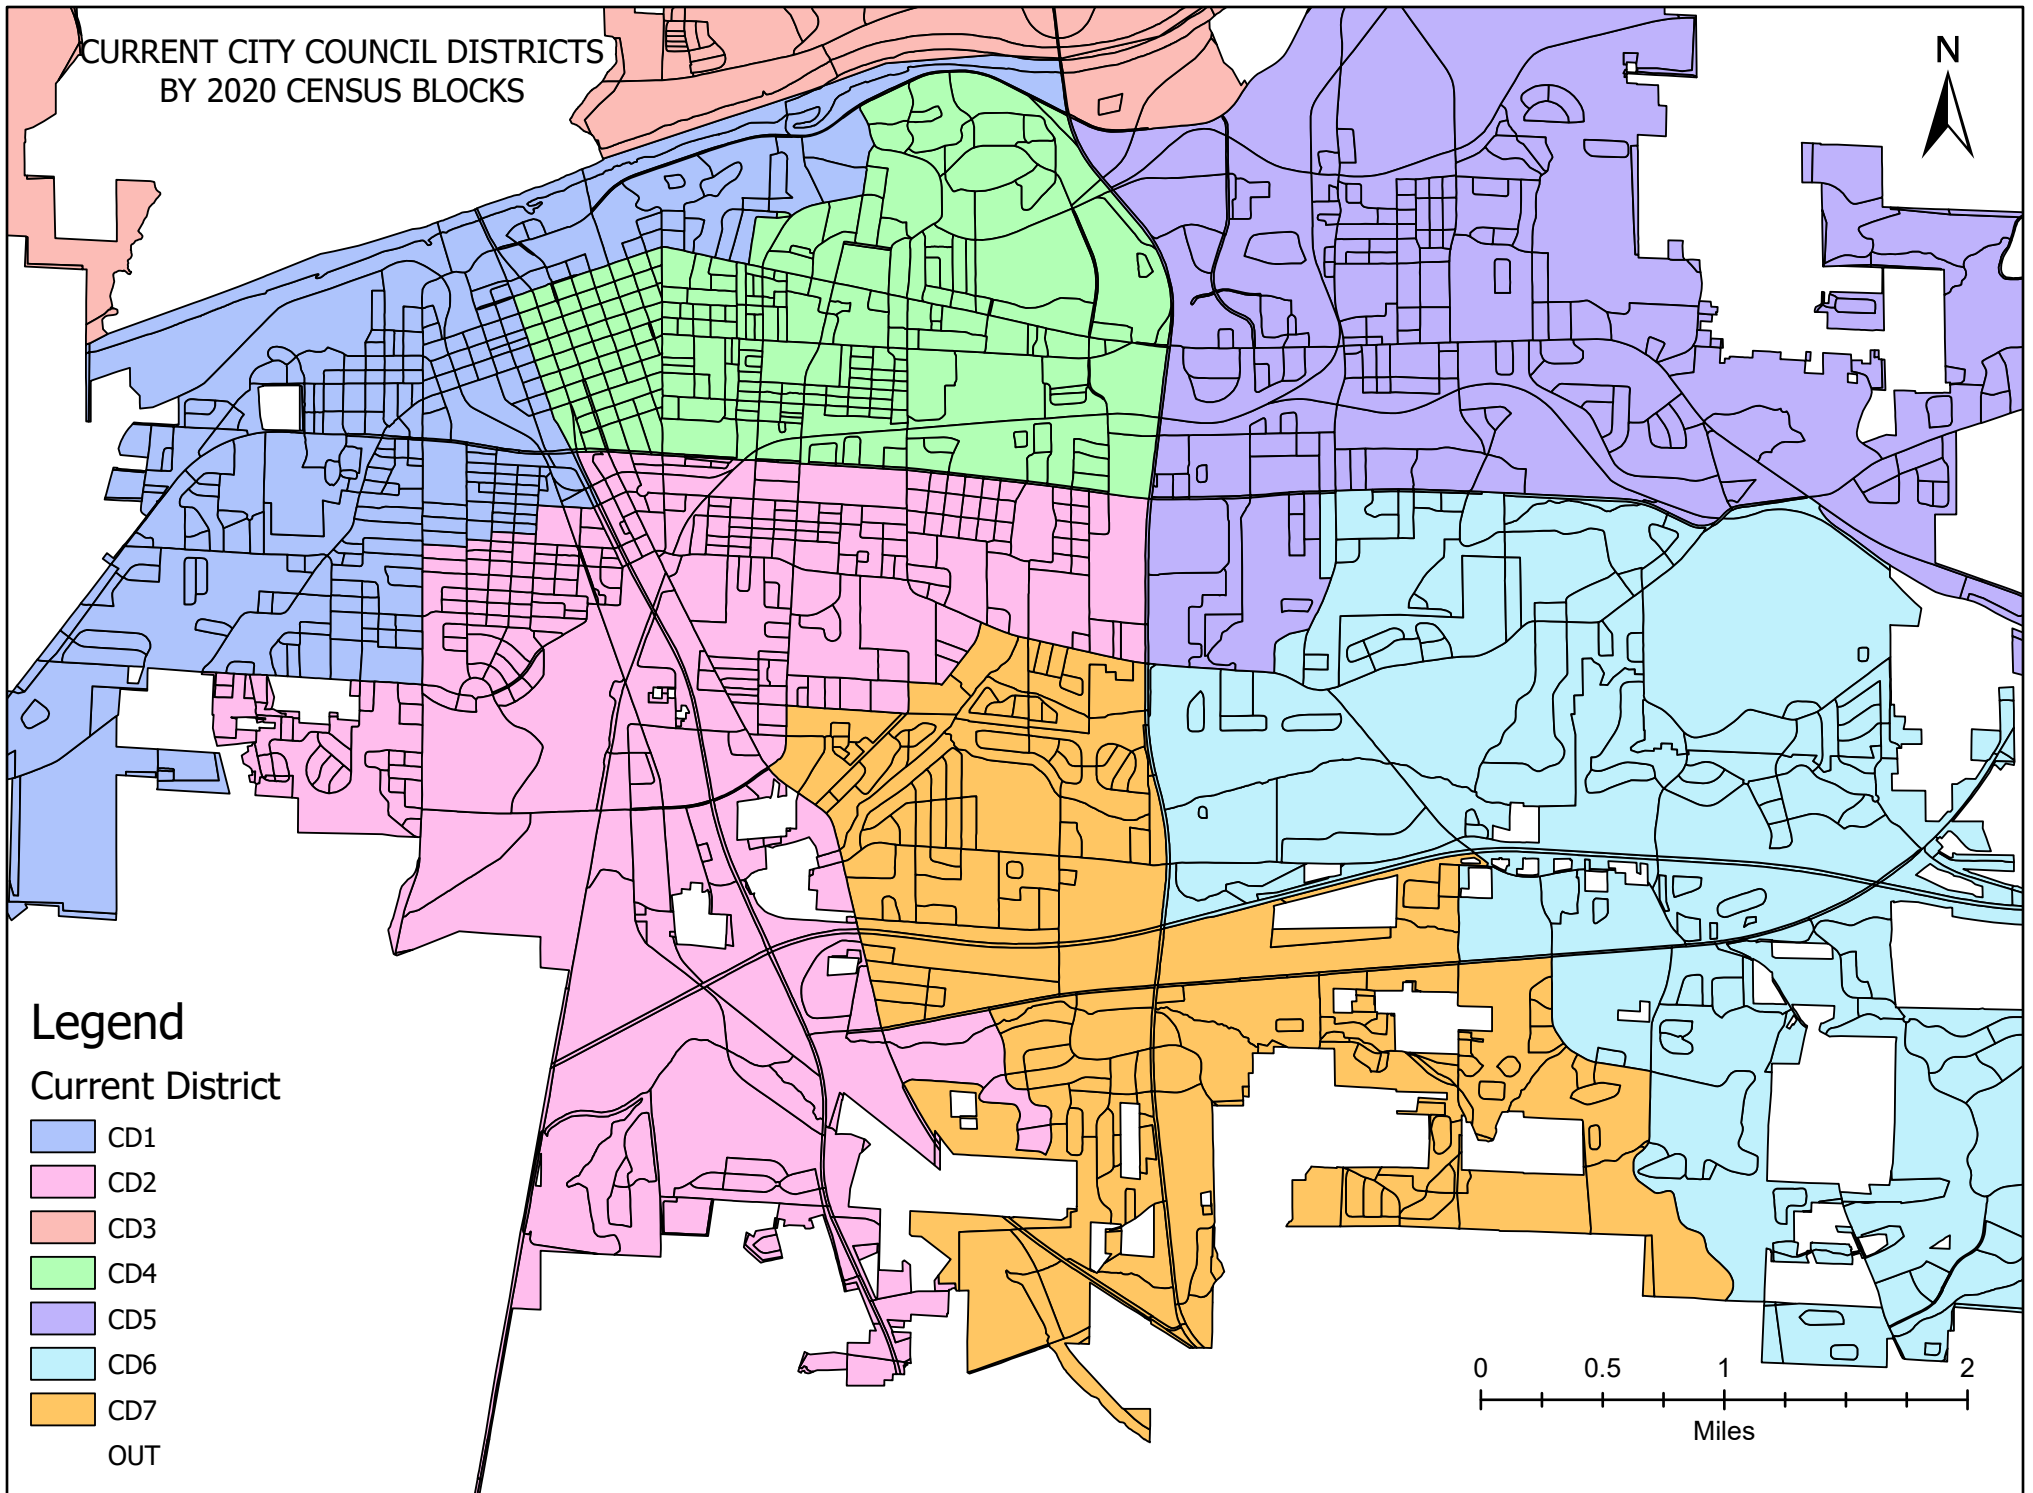 CURRENT CITY COUNCIL DISTRICTS
BY 2020 CENSUS BLOCKS
N
Legend
Current District
CD1
CD2
CD3
CD4
CD5
CD6
CD7
OUT
0 0.5 1 2
Miles